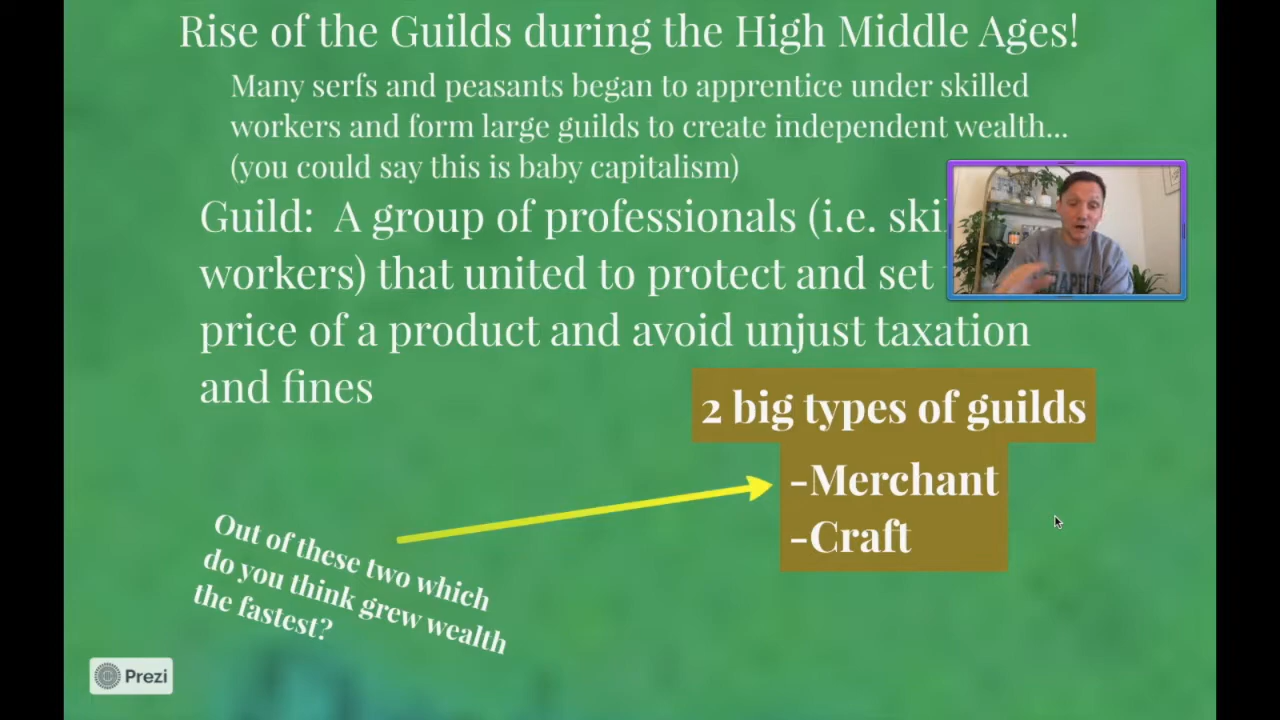 Rise of the Guilds during the High Middle Ages!
Many serfs and peasants began to apprentice under skilled
workers and form large guilds to create independent wealth...
(you could say this is baby capitalism)
Guild: A group of professionals (i.e.
workers) that united to protect and set
price of a product and avoid unjust taxation
and fines
2 big types of guilds
-Merchant
-Craft
Out of these two which
do you think grew wealth
the fastest?
Prezi